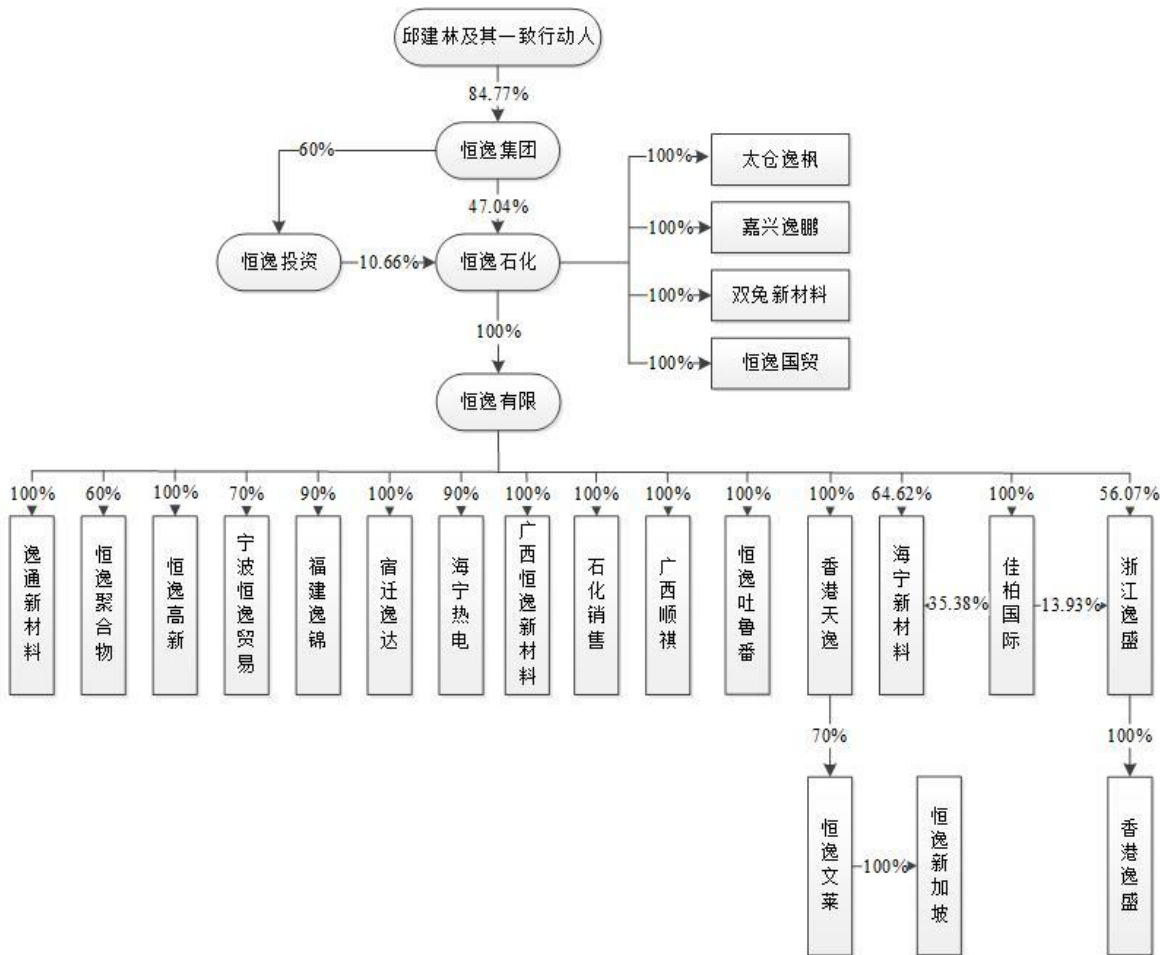 邱建林及其一致行动人
84.77%
恒逸集团
60%
100%
太仓逸枫
47.04%
100%
嘉兴逸鹏
恒逸投资
10.66%
恒逸石化
100%
双兔新材料
100%
100%
恒逸国贸
恒逸有限
100%
60%
100%
70%
90%
100%
90%
100%
100%
100%
100%
100%
64.62%
100%
56.07%
逸通新材料
恒逸聚合物
恒逸高新
宁波恒逸贸易
福建逸锦
宿迁逸达
海宁热电
广西恒逸新材料
石化销售
广西顺祺
恒逸吐鲁番
香港天逸
海宁新材料
35.38%
佳柏国际
13.93%
浙江逸盛
70%
100%
恒逸文莱
100%
恒逸新加坡
香港逸盛